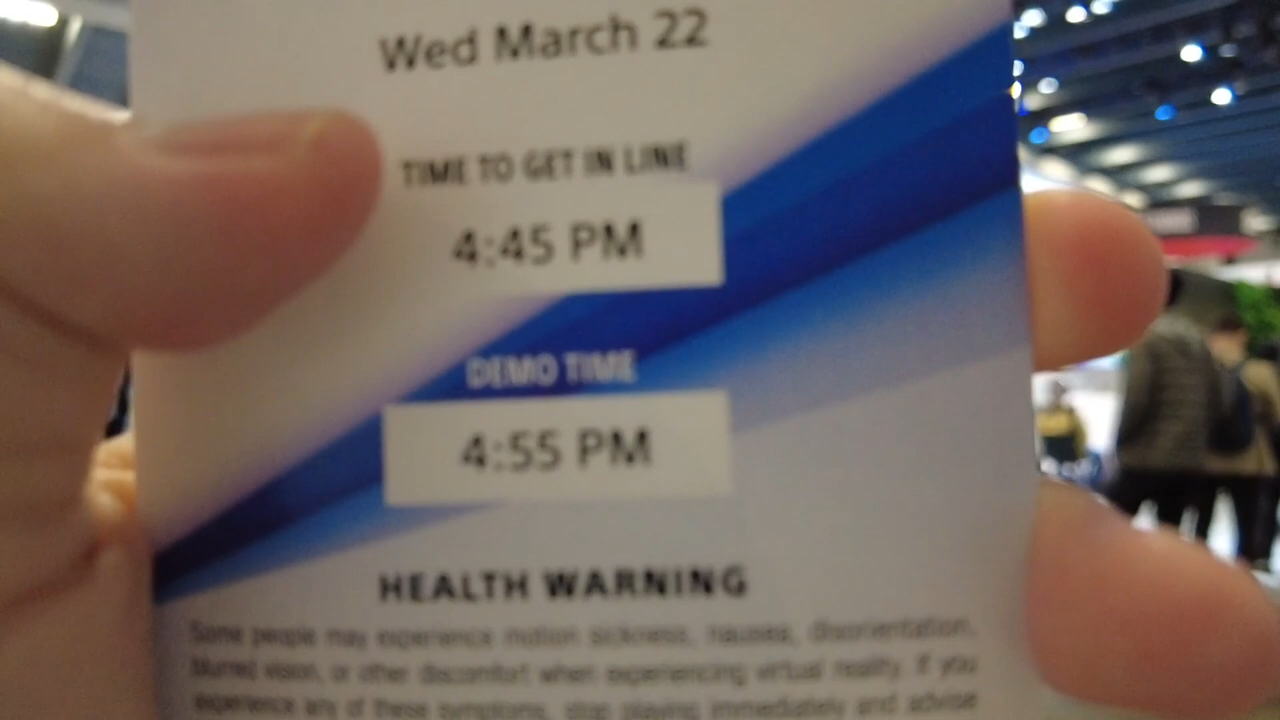 Wed March 22
TIME TO GET IN LINE
4:45 PM
DEMO TIME
4:55 PM
HEALTH WARNING
Some people may experience motion sickness, nausea, disorientation,
blurred vision, or other discomfort when experiencing virtual reality. If you
experience any of these symptoms, stop playing immediately and advise